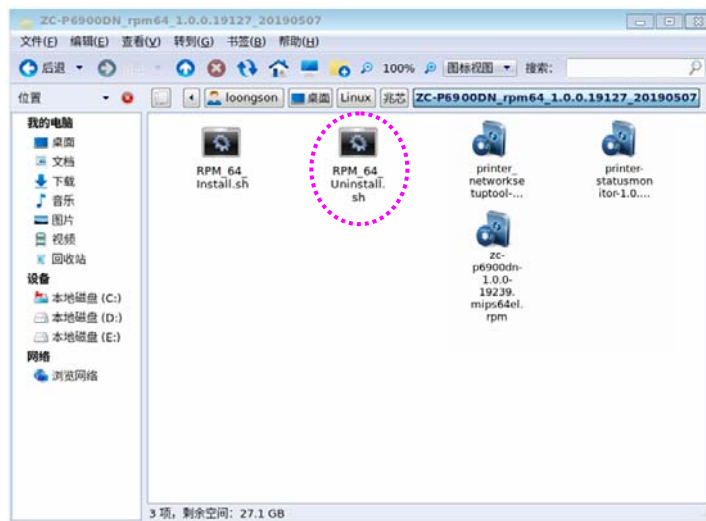 ZC-P6900DN_rpm64_1.0.0.19127_20190507
文件(F) 编辑(E) 查看(V) 转到(G) 书签(B) 帮助(H)
后退 100% 图标视图 搜索:
位置 loongson 桌面 Linux 兆芯 ZC-P6900DN_rpm64_1.0.0.19127_20190507
我的电脑
桌面
文档
下载
音乐
图片
视频
回收站
设备
本地磁盘 (C:)
本地磁盘 (D:)
本地磁盘 (E:)
网络
浏览网络
RPM_64_
Install.sh
RPM_64_
Uninstall.
sh
printer_
networkse
tuptool-...
printer-
statusmon
itor-1.0....
zc-
p6900dn-
1.0.0-
19239.
mips64el.
rpm
3 项，剩余空间: 27.1 GB